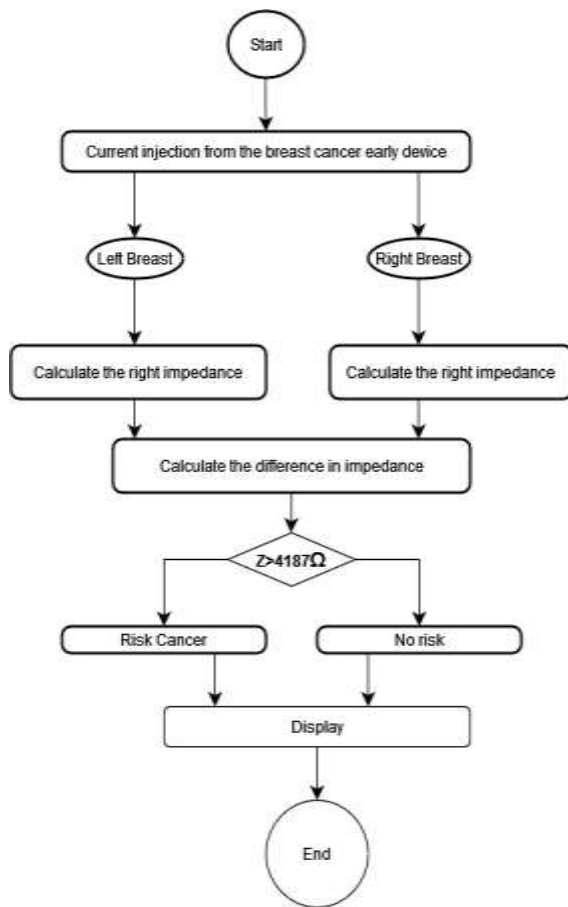 Start
Current injection from the breast cancer early device
Left Breast
Right Breast
Calculate the right impedance
Calculate the right impedance
Calculate the difference in impedance
Z>4187Ω
Risk Cancer
No risk
Display
End